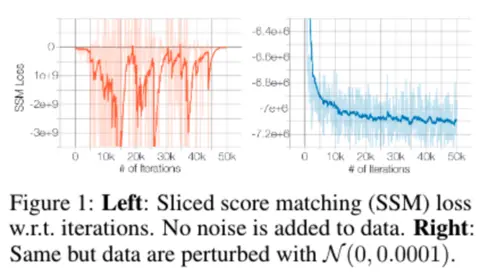 0
1e+9
-2e+9
-3e+9
SSM Loss
0 10k 20k 30k 40k 50k
# of Iterations
-6.4e+6
-6.6e+6
-6.8e+6
-7e+6
-7.2e+6
0 10k 20k 30k 40k 50k
# of Iterations
Figure 1: Left: Sliced score matching (SSM) loss
w.r.t. iterations. No noise is added to data. Right:
Same but data are perturbed with N(0, 0.0001).